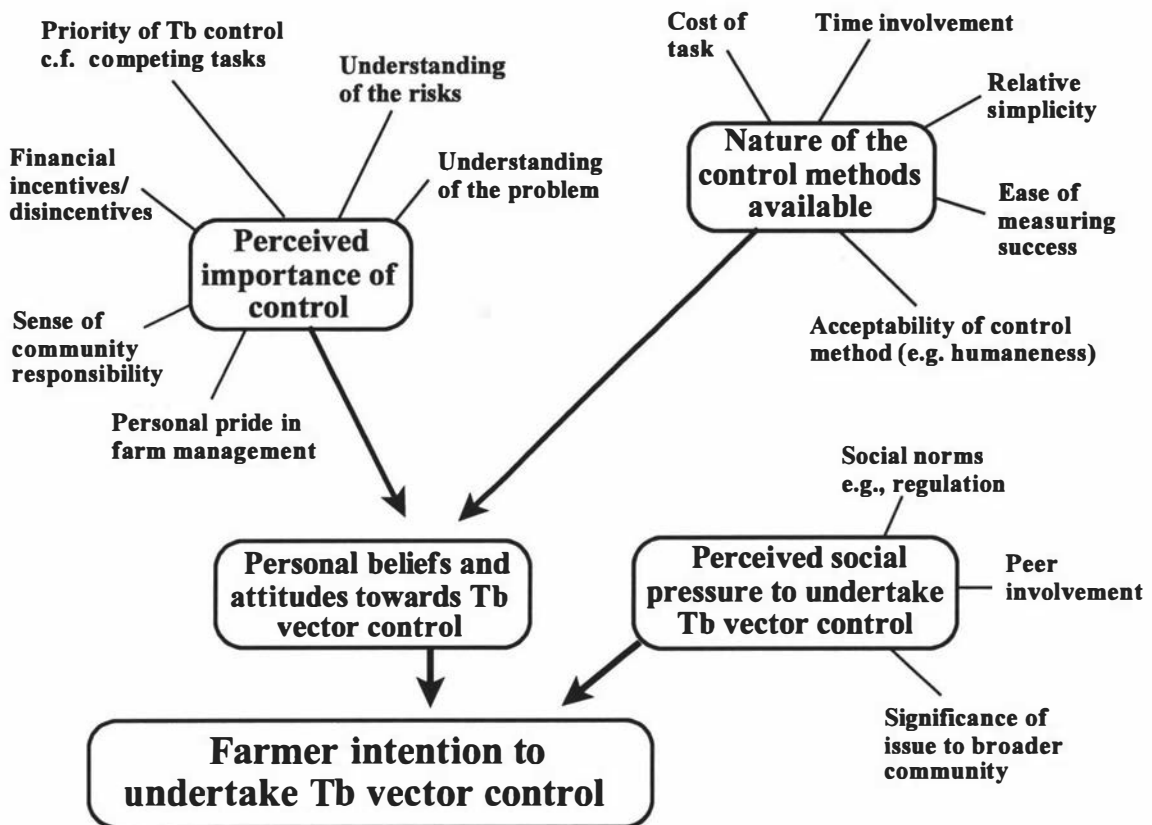 Priority of Tb control
c.f. competing tasks
Understanding
of the risks
Financial
incentives/
disincentives
Understanding
of the problem
Perceived
importance of
control
Sense of
community
responsibility
Personal pride in
farm management
Cost of
task
Time involvement
Relative
simplicity
Nature of the
control methods
available
Ease of
measuring
success
Acceptability of control
method (e.g. humaneness)
Social norms
e.g., regulation
Personal beliefs and
attitudes towards Tb
vector control
Perceived social
pressure to undertake
Tb vector control
Peer
involvement
Significance of
issue to broader
community
Farmer intention to
undertake Tb vector control